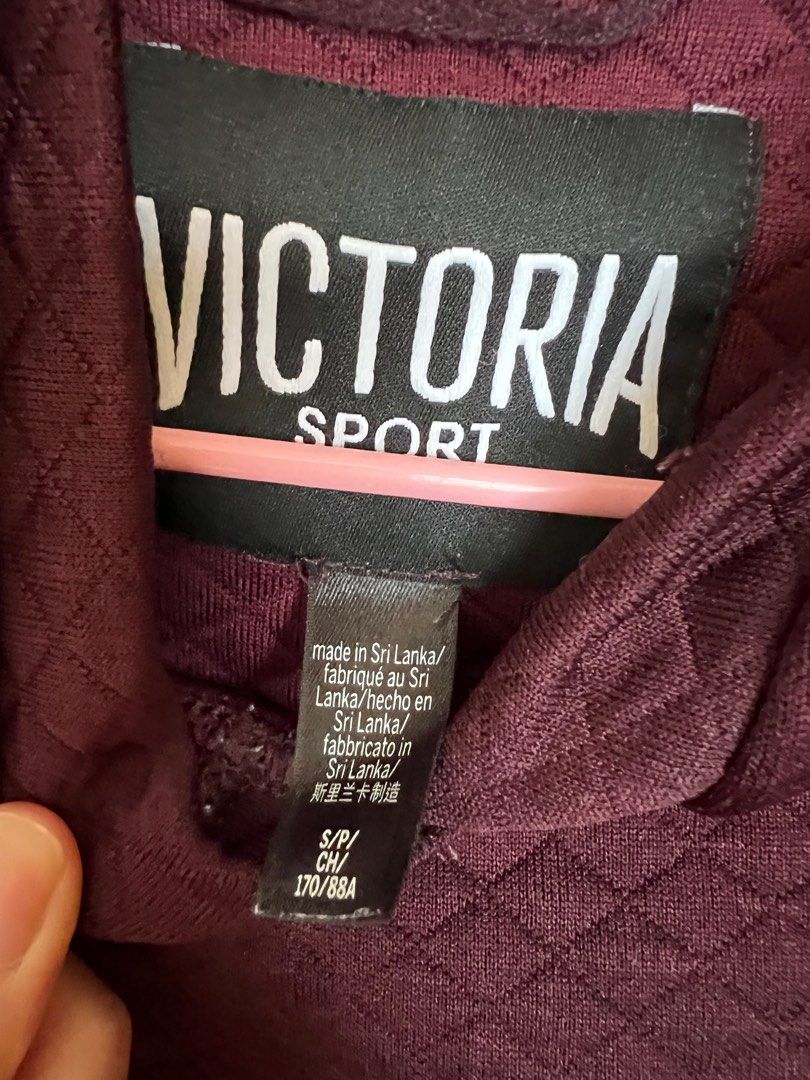 VICTORIA
SPORT
made in Sri Lanka/
fabriqué au Sri
Lanka/hecho en
Sri Lanka/
fabbricato in
Sri Lanka/
斯里兰卡制造
S/P/
CH/
170/88A